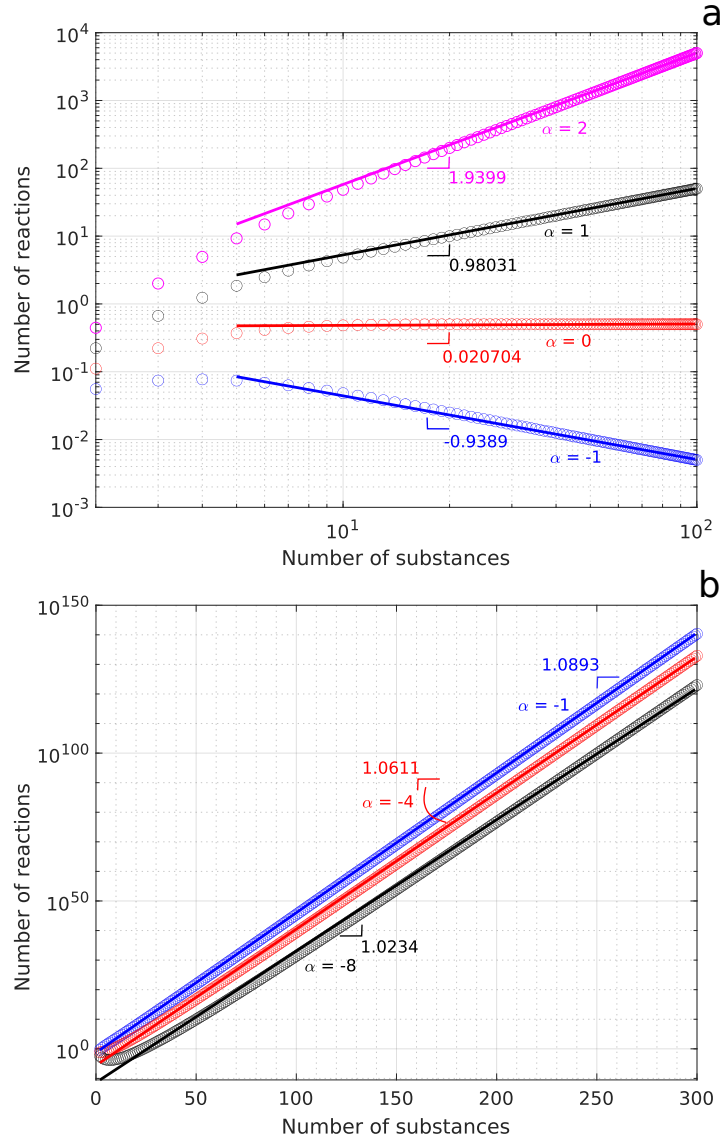 a
10^4
10^3
10^2
10^1
10^0
10^-1
10^-2
10^-3
Number of reactions
α = 2
1.9399
α = 1
0.98031
α = 0
0.020704
-0.9389
α = -1
10^1
10^2
Number of substances
b
10^150
10^100
10^50
10^0
Number of reactions
1.0893
α = -1
1.0611
α = -4
1.0234
α = -8
0
50
100
150
200
250
300
Number of substances